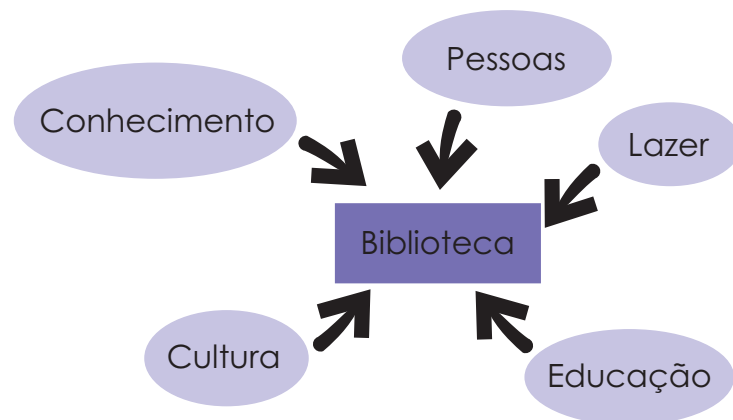 Pessoas
Conhecimento
Lazer
Biblioteca
Cultura
Educação